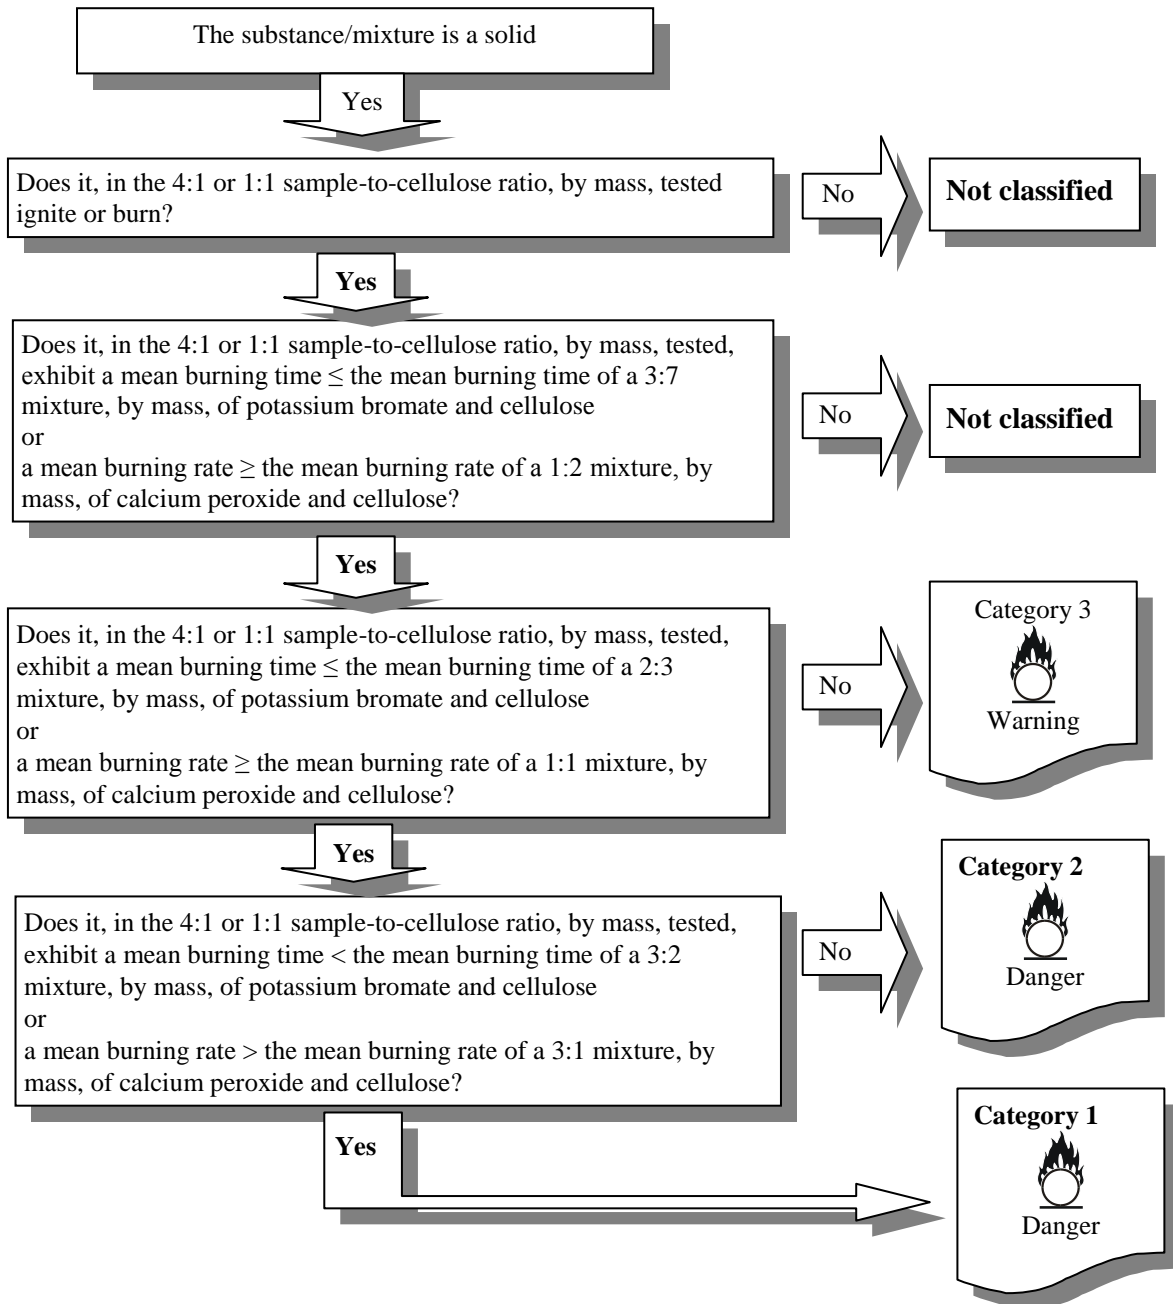 The substance/mixture is a solid
Yes
Does it, in the 4:1 or 1:1 sample-to-cellulose ratio, by mass, tested
ignite or burn?
No
Not classified
Yes
Does it, in the 4:1 or 1:1 sample-to-cellulose ratio, by mass, tested,
exhibit a mean burning time ≤ the mean burning time of a 3:7
mixture, by mass, of potassium bromate and cellulose
or
a mean burning rate ≥ the mean burning rate of a 1:2 mixture, by
mass, of calcium peroxide and cellulose?
No
Not classified
Yes
Does it, in the 4:1 or 1:1 sample-to-cellulose ratio, by mass, tested,
exhibit a mean burning time ≤ the mean burning time of a 2:3
mixture, by mass, of potassium bromate and cellulose
or
a mean burning rate ≥ the mean burning rate of a 1:1 mixture, by
mass, of calcium peroxide and cellulose?
No
Category 3
Warning
Yes
Does it, in the 4:1 or 1:1 sample-to-cellulose ratio, by mass, tested,
exhibit a mean burning time < the mean burning time of a 3:2
mixture, by mass, of potassium bromate and cellulose
or
a mean burning rate > the mean burning rate of a 3:1 mixture, by
mass, of calcium peroxide and cellulose?
No
Category 2
Danger
Yes
Category 1
Danger